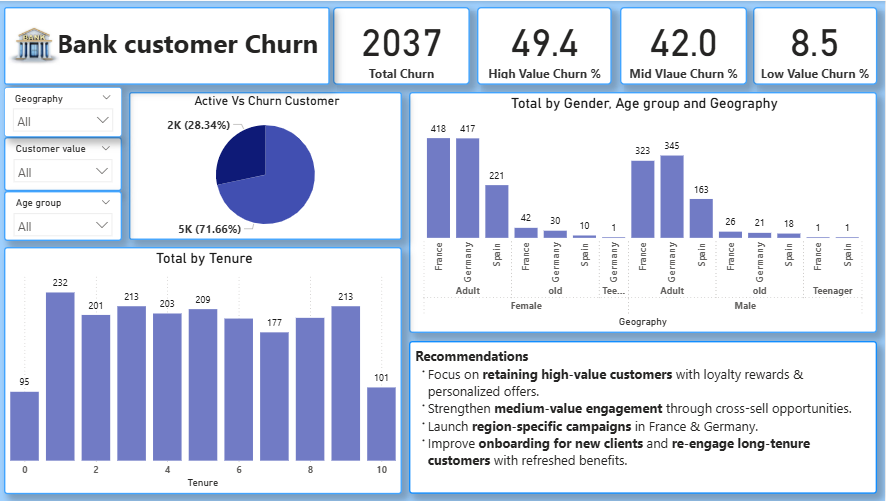 BANK
Bank customer Churn
2037
Total Churn
49.4
High Value Churn %
42.0
Mid Vlaue Churn %
8.5
Low Value Churn %
Geography
All
Customer value
All
Age group
All
Active Vs Churn Customer
2K (28.34%)
5K (71.66%)
Total by Gender, Age group and Geography
418
417
221
42
30
10
1
323
345
163
26
21
18
1
1
France
Germany
Spain
France
Germany
Spain
Germany
France
Germany
Spain
France
Germany
Spain
France
Spain
Adult
old
Tee...
Adult
old
Teenager
Female
Male
Geography
Total by Tenure
95
232
201
213
203
209
177
213
101
0
2
4
6
8
10
Tenure
Recommendations
• Focus on retaining high-value customers with loyalty rewards &
personalized offers.
• Strengthen medium-value engagement through cross-sell opportunities.
• Launch region-specific campaigns in France & Germany.
• Improve onboarding for new clients and re-engage long-tenure
customers with refreshed benefits.